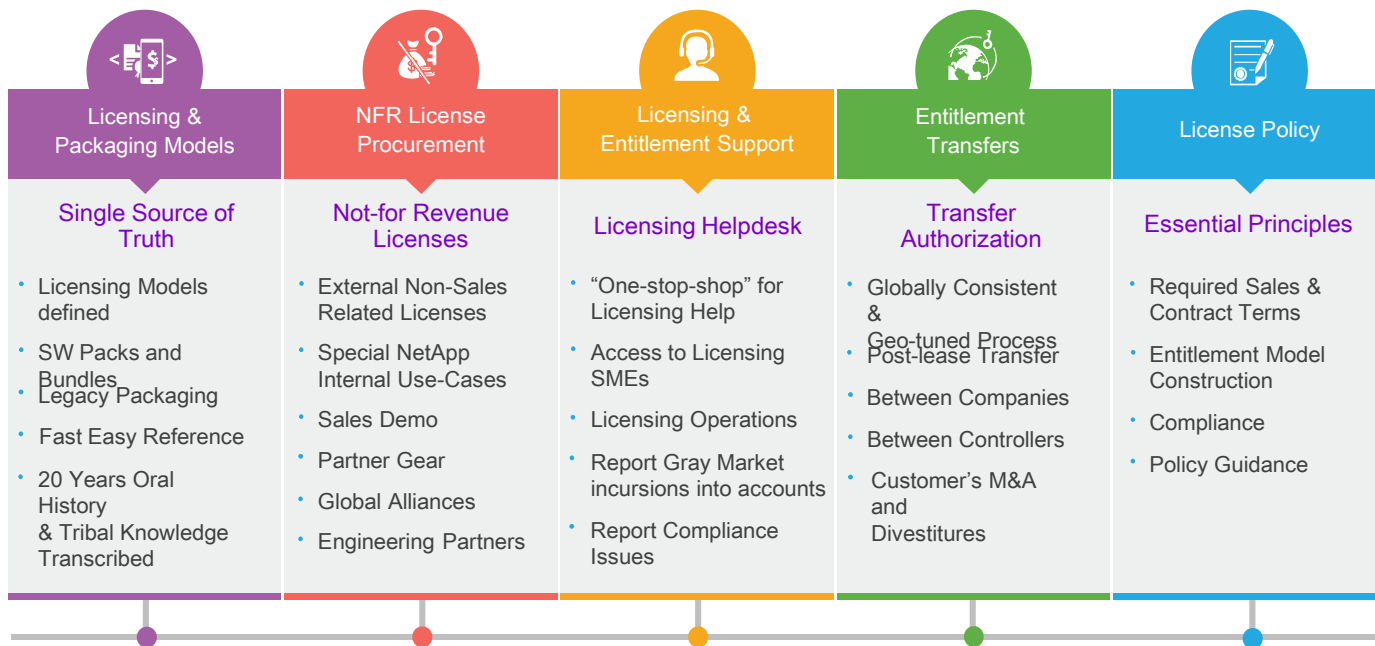 < $ >
$
Licensing &
Packaging Models
Single Source of
Truth
• Licensing Models
defined
• SW Packs and
Bundles
• Legacy Packaging
• Fast Easy Reference
• 20 Years Oral
History
& Tribal Knowledge
Transcribed
NFR License
Procurement
Not-for Revenue
Licenses
• External Non-Sales
Related Licenses
• Special NetApp
Internal Use-Cases
• Sales Demo
• Partner Gear
• Global Alliances
• Engineering Partners
Licensing &
Entitlement Support
Licensing Helpdesk
• “One-stop-shop” for
Licensing Help
• Access to Licensing
SMEs
• Licensing Operations
• Report Gray Market
incursions into accounts
• Report Compliance
Issues
Entitlement
Transfers
Transfer
Authorization
• Globally Consistent
&
Geo-tuned Process
• Post-lease Transfer
• Between Companies
• Between Controllers
• Customer’s M&A
and
Divestitures
License Policy
Essential Principles
• Required Sales &
Contract Terms
• Entitlement Model
Construction
• Compliance
• Policy Guidance